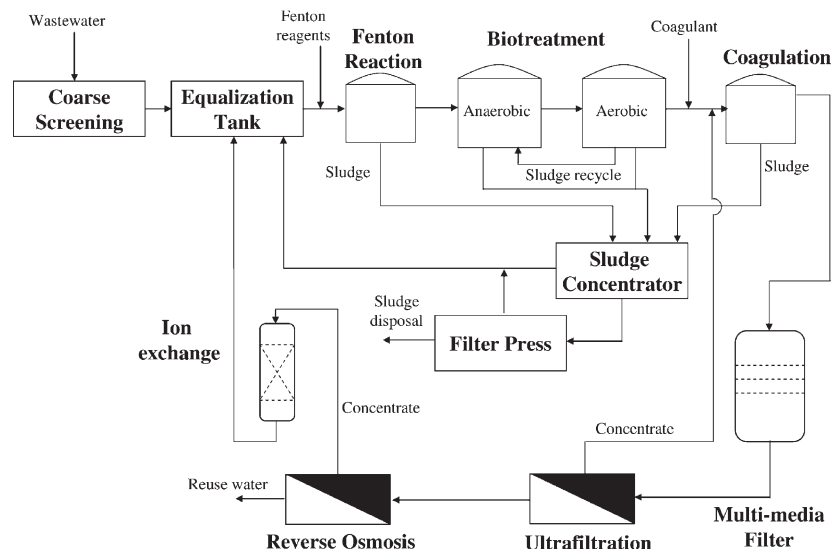 Wastewater
Coarse
Screening
Equalization
Tank
Fenton
reagents
Fenton
Reaction
Biotreatment
Anaerobic
Aerobic
Coagulant
Coagulation
Sludge
Sludge recycle
Sludge
Sludge
Concentrator
Sludge
disposal
Filter Press
Ion
exchange
Concentrate
Concentrate
Reuse water
Reverse Osmosis
Ultrafiltration
Multi-media
Filter